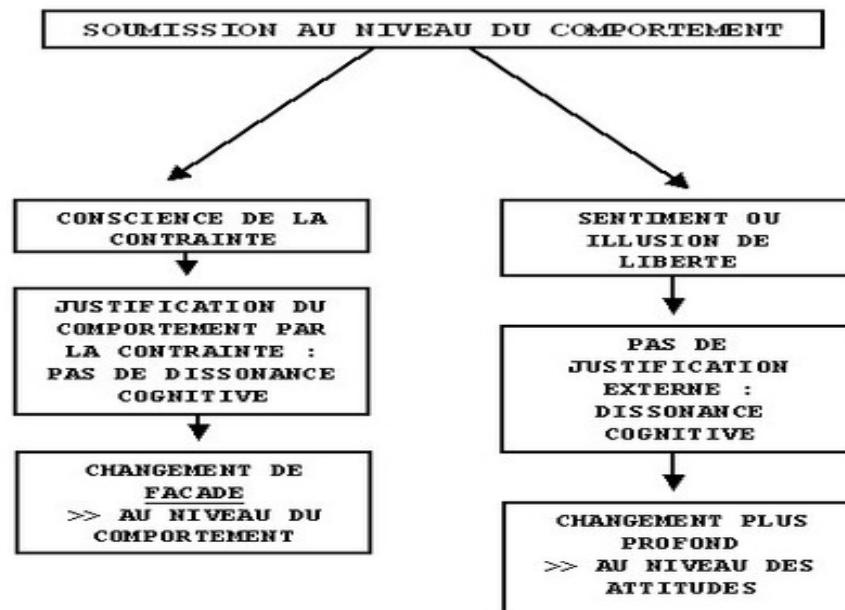 SOUMISSION AU NIVEAU DU COMPORTEMENT
CONSCIENCE DE LA
CONTRAINTE
JUSTIFICATION DU
COMPORTEMENT PAR
LA CONTRAINTE :
PAS DE DISSONANCE
COGNITIVE
CHANGEMENT DE
FACADE
>> AU NIVEAU DU
COMPORTEMENT
SENTIMENT OU
ILLUSION DE
LIBERTE
PAS DE
JUSTIFICATION
EXTERNE :
DISSONANCE
COGNITIVE
CHANGEMENT PLUS
PROFOND
>> AU NIVEAU DES
ATTITUDES